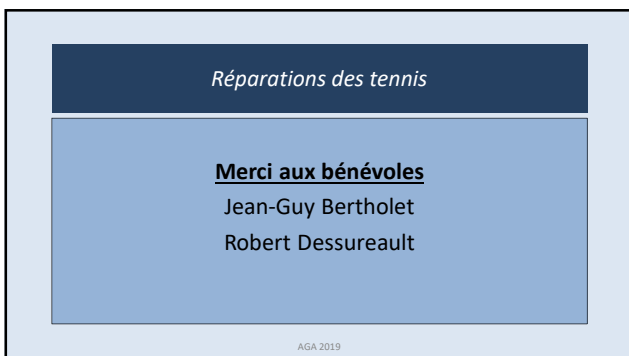 Réparations des tennis
Merci aux bénévoles
Jean-Guy Bertholet
Robert Dessureault
AGA 2019